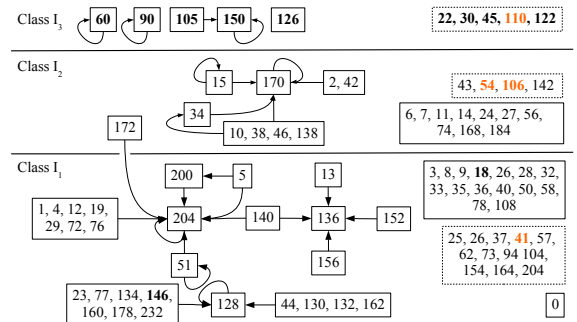 Class I3 60 90 105 150 126 22, 30, 45, 110, 122
Class I2 15 170 2, 42 43, 54, 106, 142
34
172 10, 38, 46, 138
6, 7, 11, 14, 24, 27, 56,
74, 168, 184
Class I1 200 5 13
3, 8, 9, 18, 26, 28, 32,
33, 35, 36, 40, 50, 58,
78, 108
1, 4, 12, 19,
29, 72, 76
204 140 136 152
156
51
25, 26, 37, 41, 57,
62, 73, 94 104,
154, 164, 204
23, 77, 134, 146,
160, 178, 232
128 44, 130, 132, 162 0